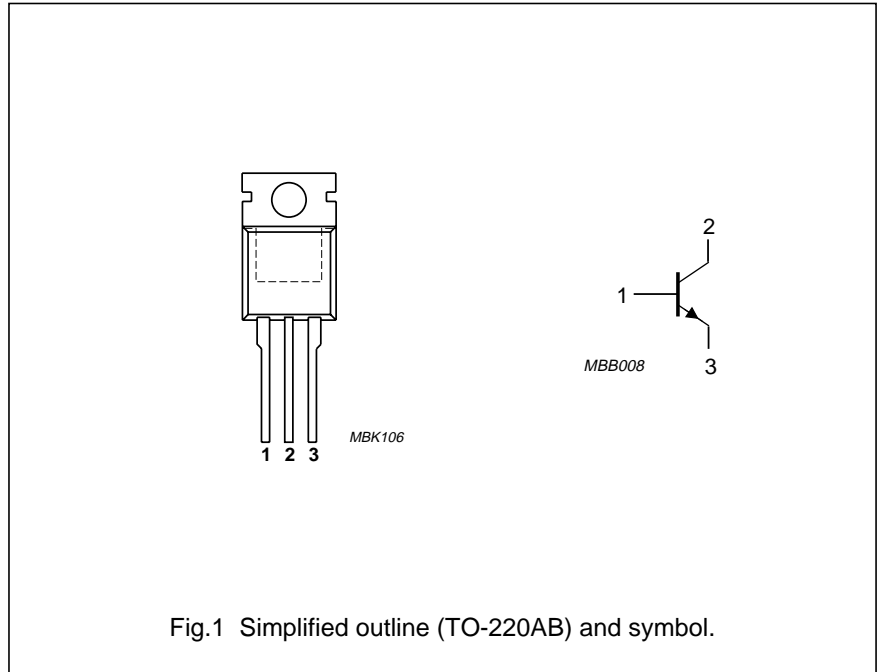 2
1
MBB008
3
MBK106
1 2 3
Fig.1 Simplified outline (TO-220AB) and symbol.